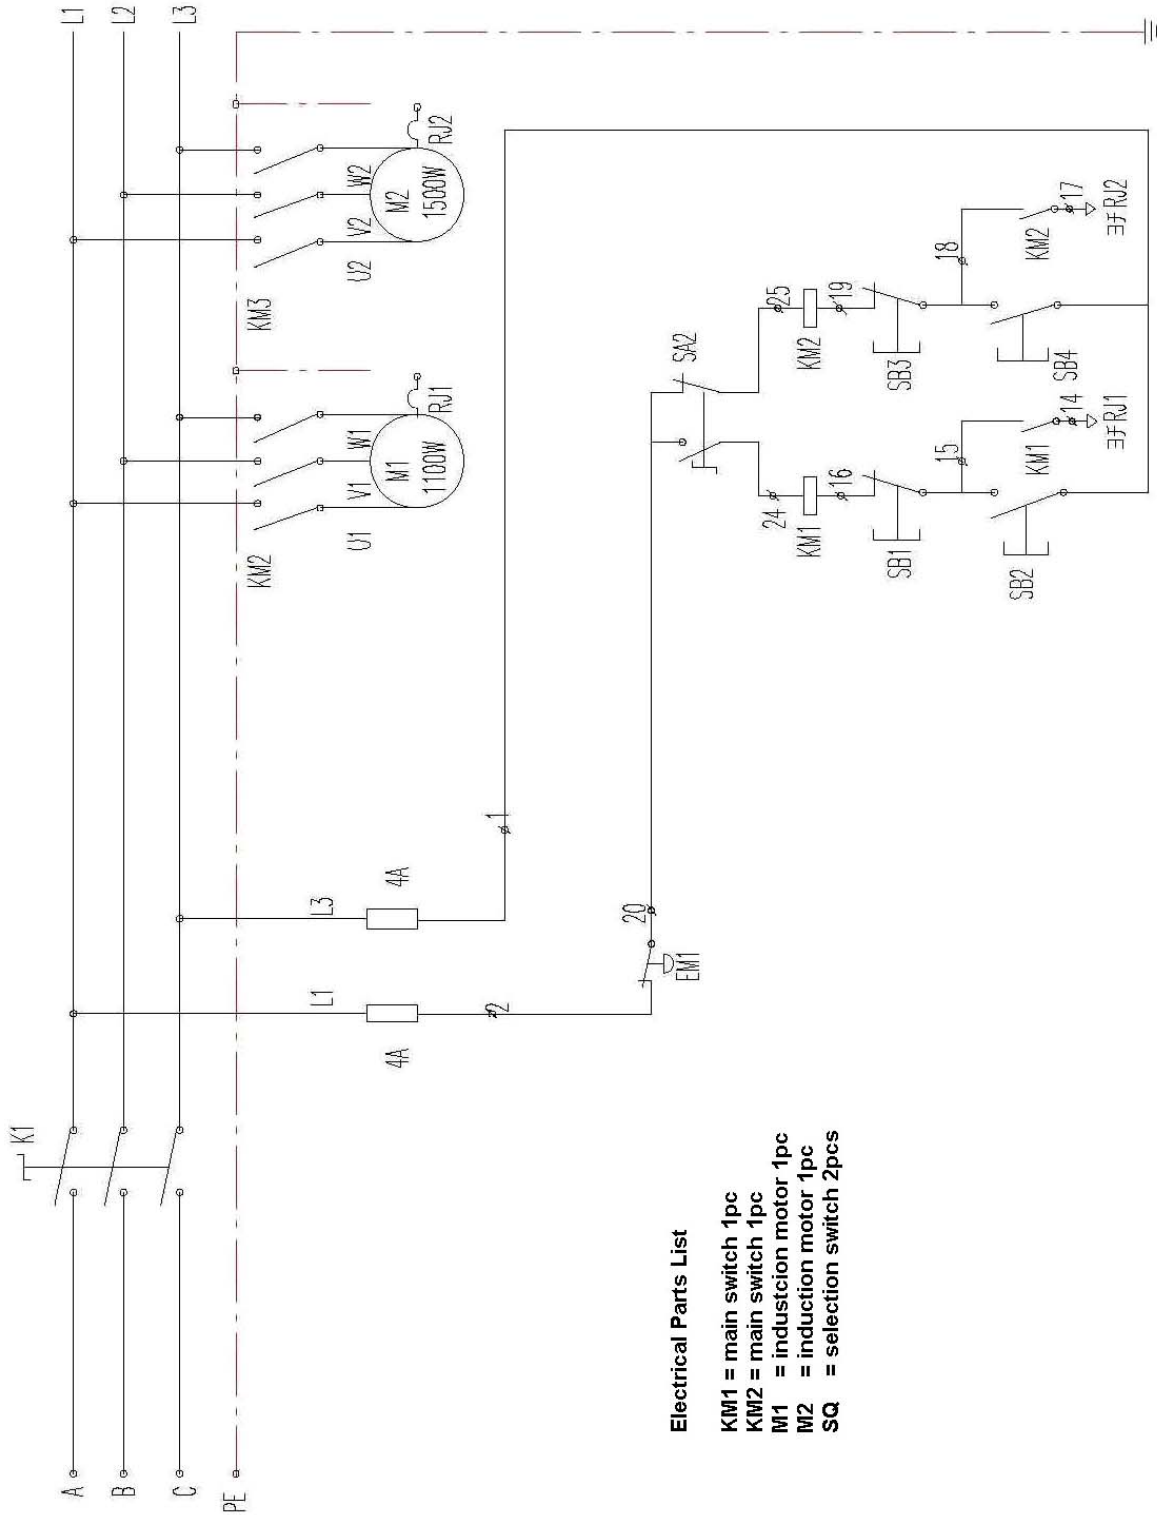 K1
A
B
C
PE
L1
L2
L3
L1
4A
2
L3
4A
1
KM2
U1
V1
W1
M1
1100W
RJ1
KM3
U2
V2
W2
M2
1500W
RJ2
EM1
20
SA2
24
KM1
16
SB1
15
SB2
KM1
14
RJ1
25
KM2
19
SB3
18
SB4
KM2
17
RJ2
Electrical Parts List
KM1 = main switch 1pc
KM2 = main switch 1pc
M1 = industcion motor 1pc
M2 = induction motor 1pc
SQ = selection switch 2pcs